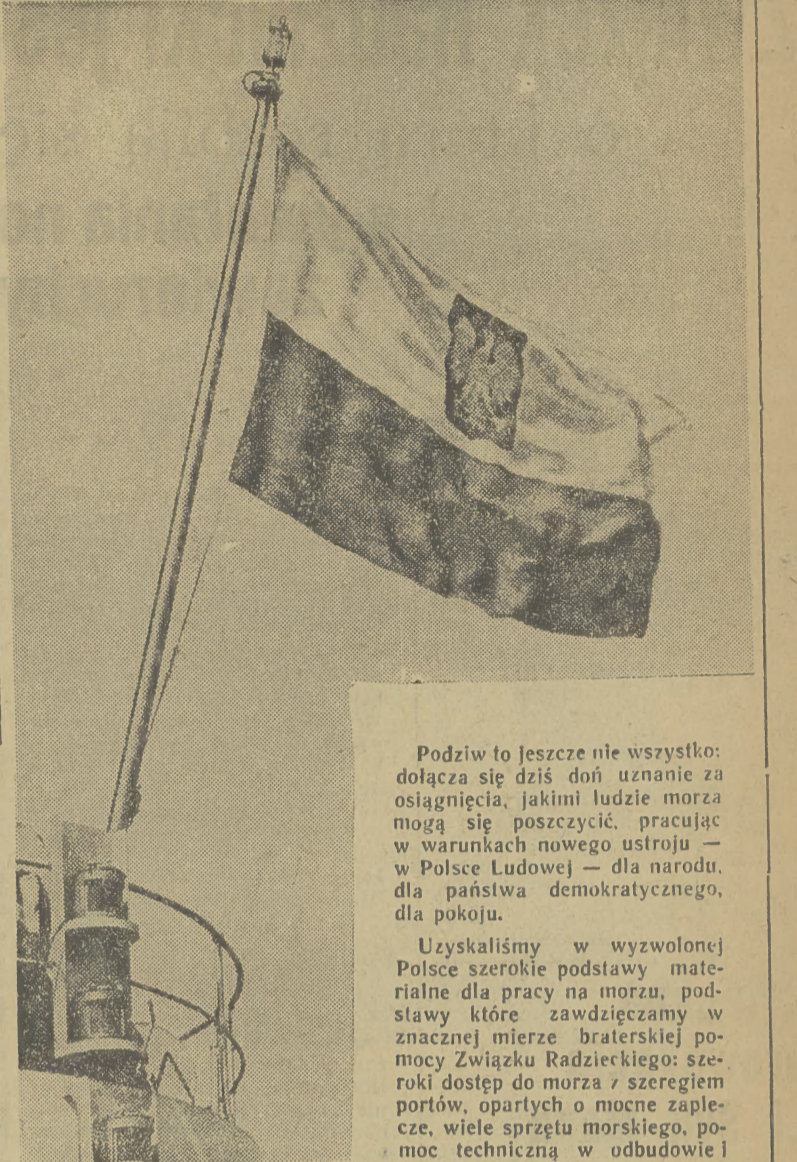 Podziw to jeszcze nie wszystko:
dołącza się dziś doń uznanie za
osiągnięcia, jakimi ludzie morza
mogą się poszczycić, pracując
w warunkach nowego ustroju —
w Polsce Ludowej — dla narodu,
dla państwa demokratycznego,
dla pokoju.
Uzyskaliśmy w wyzwolonej
Polsce szerokie podstawy mate-
rialne dla pracy na morzu, pod-
stawy które zawdzięczamy w
znacznej mierze braterskiej po-
mocy Związku Radzieckiego: sze-
roki dostęp do morza z szeregiem
portów, opartych o mocne zaple-
cze, wiele sprzętu morskiego, po-
moc techniczną w odbudowie i